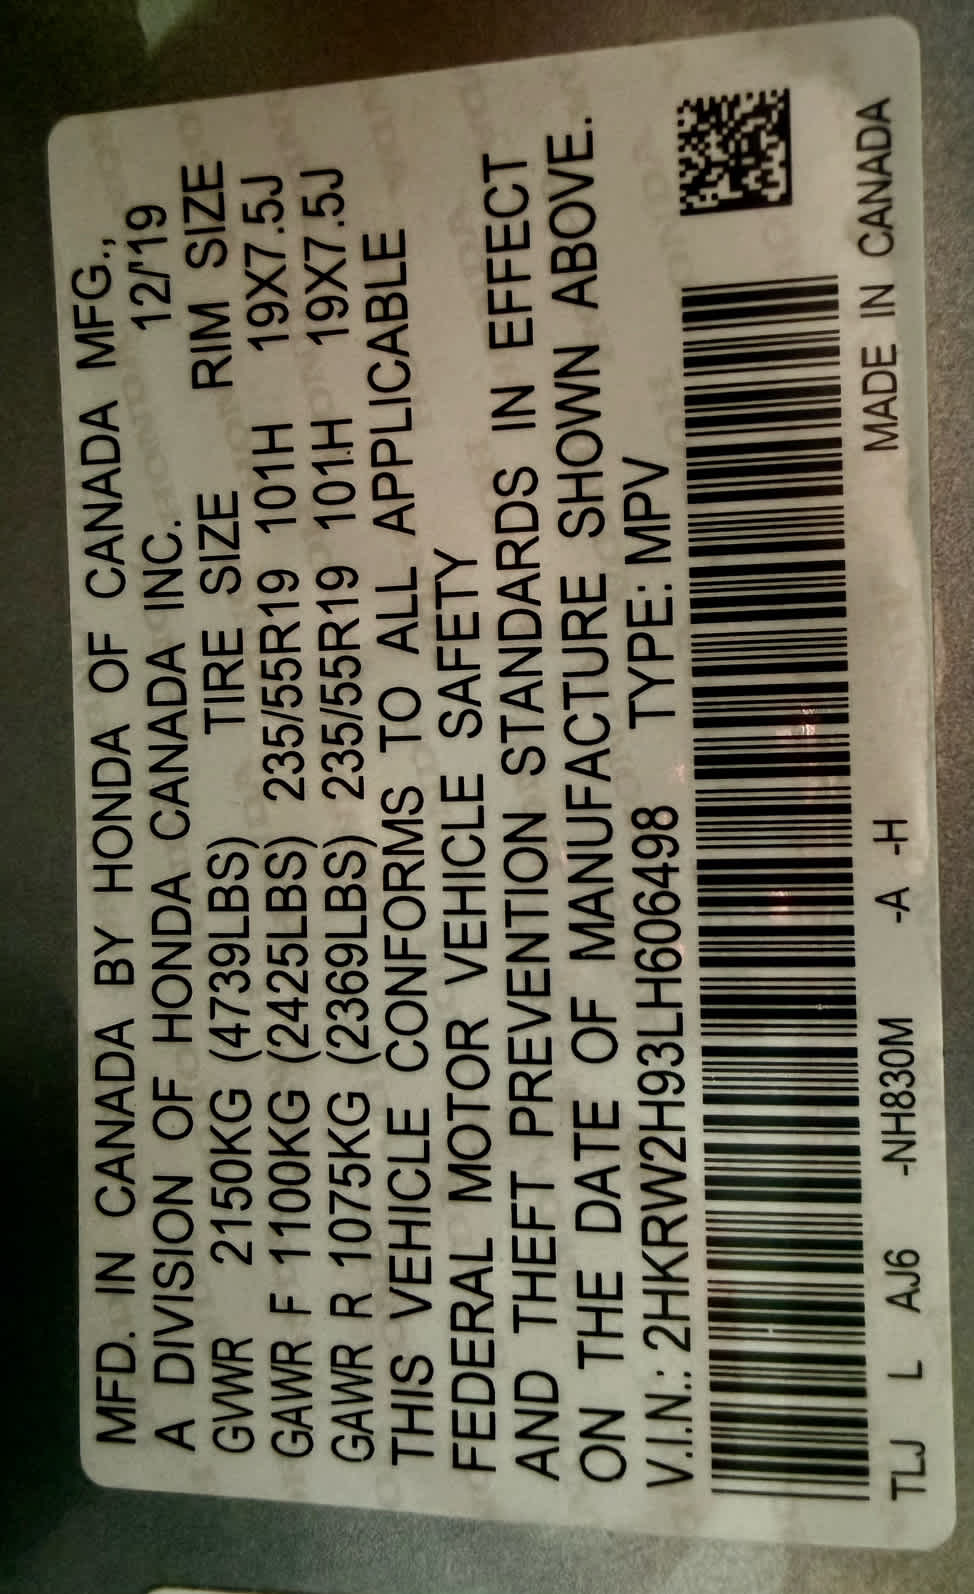 MFD. IN CANADA BY HONDA OF CANADA MFG.,
A DIVISION OF HONDA CANADA INC. 12/'19
GVWR 2150KG (4739LBS) TIRE SIZE RIM SIZE
GAWR F 1100KG (2425LBS) 235/55R19 101H 19X7.5J
GAWR R 1075KG (2369LBS) 235/55R19 101H 19X7.5J
THIS VEHICLE CONFORMS TO ALL APPLICABLE
FEDERAL MOTOR VEHICLE SAFETY
AND THEFT PREVENTION STANDARDS IN EFFECT
ON THE DATE OF MANUFACTURE SHOWN ABOVE.
V.I.N.: 2HKRW2H93LH606498 TYPE: MPV
TLJ L AJ6 -NH830M -A -H MADE IN CANADA